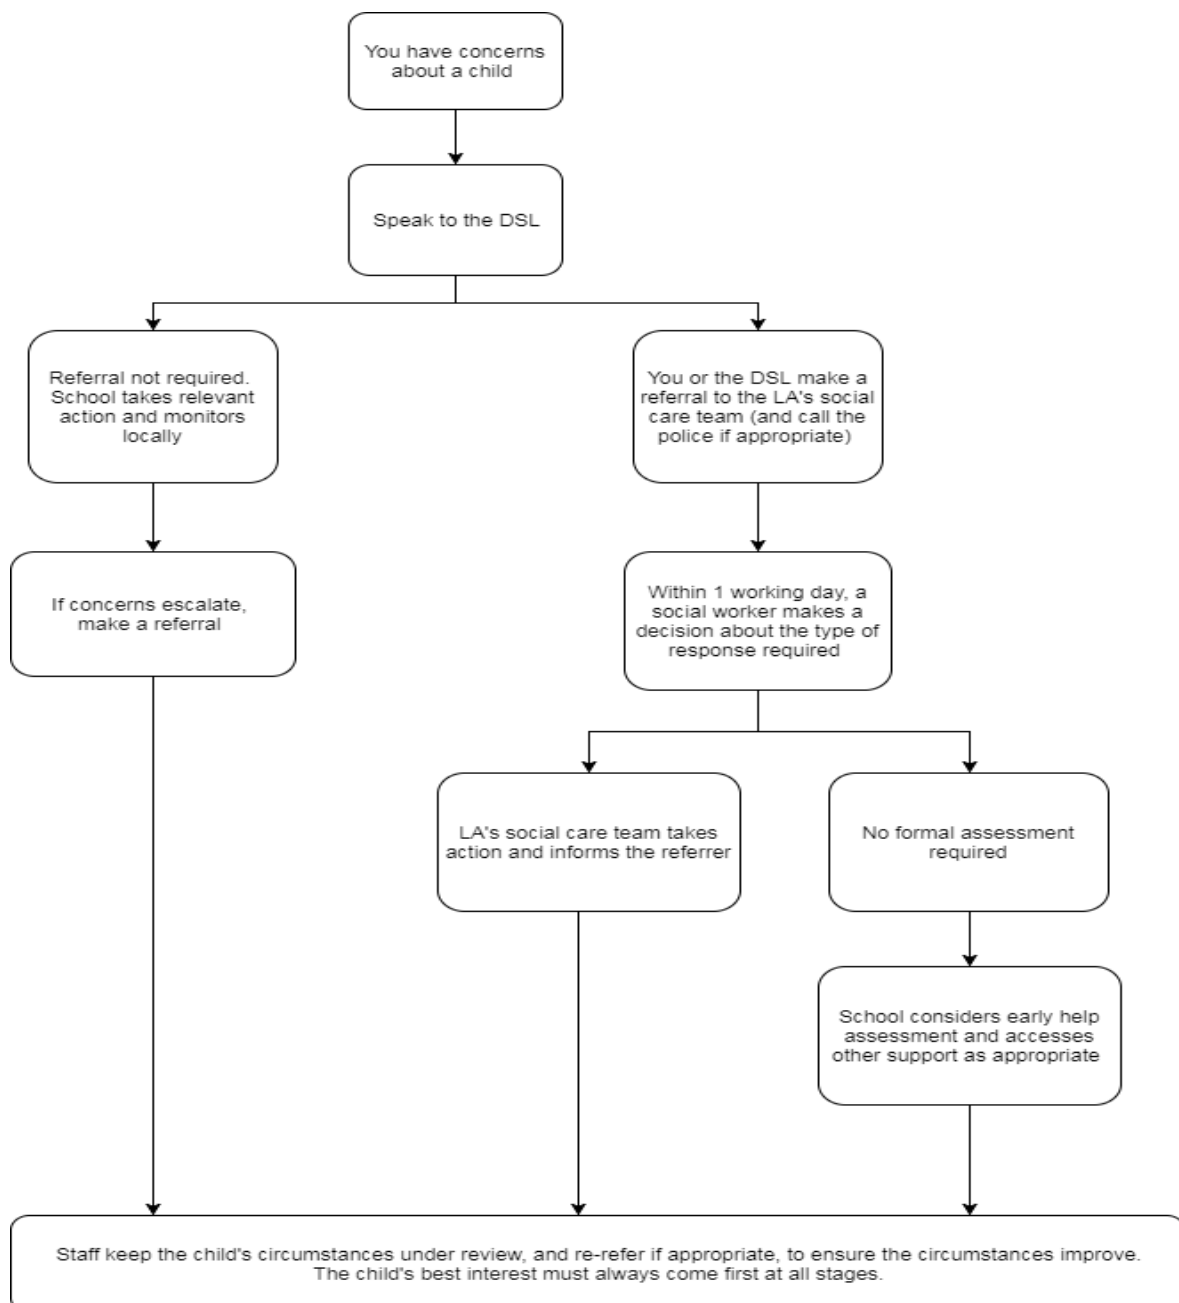 You have concerns
about a child
Speak to the DSL
Referral not required.
School takes relevant
action and monitors
locally
You or the DSL make a
referral to the LA's social
care team (and call the
police if appropriate)
If concerns escalate,
make a referral
Within 1 working day, a
social worker makes a
decision about the type of
response required
LA's social care team takes
action and informs the referrer
No formal assessment
required
School considers early help
assessment and accesses
other support as appropriate
Staff keep the child's circumstances under review, and re-refer if appropriate, to ensure the circumstances improve.
The child's best interest must always come first at all stages.